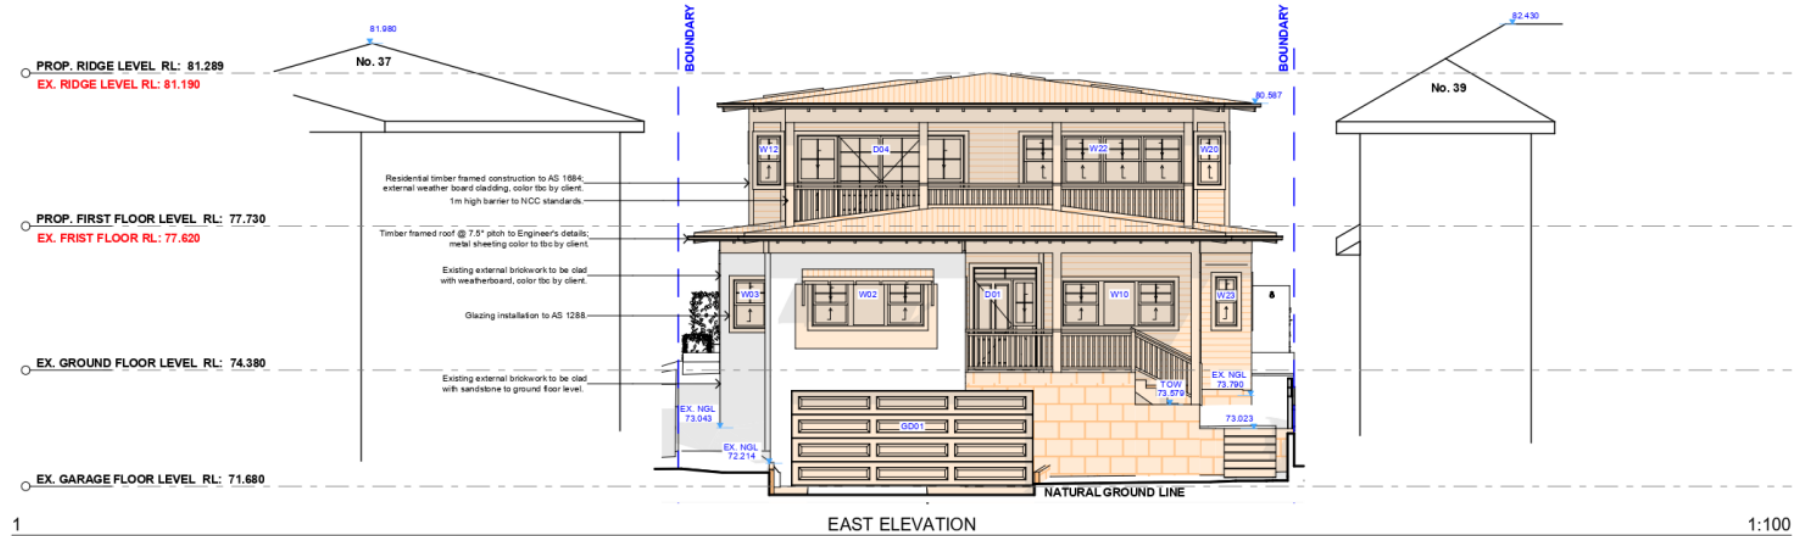 81.980
82.430
BOUNDARY
BOUNDARY
No. 37
PROP. RIDGE LEVEL RL: 81.289
EX. RIDGE LEVEL RL: 81.190
No. 39
80.587
W12
D04
W22
W20
Residential timber framed construction to AS 1684;
external weather board cladding, color tbc by client.
1m high barrier to NCC standards.
PROP. FIRST FLOOR LEVEL RL: 77.730
EX. FRIST FLOOR RL: 77.620
Timber framed roof @ 7.5° pitch to Engineer's details;
metal sheeting color to tbc by client.
Existing external brickwork to be clad
with weatherboard, color tbc by client.
W03
W02
D01
W10
W23
Glazing installation to AS 1288.
EX. GROUND FLOOR LEVEL RL: 74.380
Existing external brickwork to be clad
with sandstone to ground floor level.
EX. NGL
73.790
TOW
73.579
EX. NGL
73.043
73.023
GD01
EX. NGL
72.214
EX. GARAGE FLOOR LEVEL RL: 71.680
NATURAL GROUND LINE
1
EAST ELEVATION
1:100